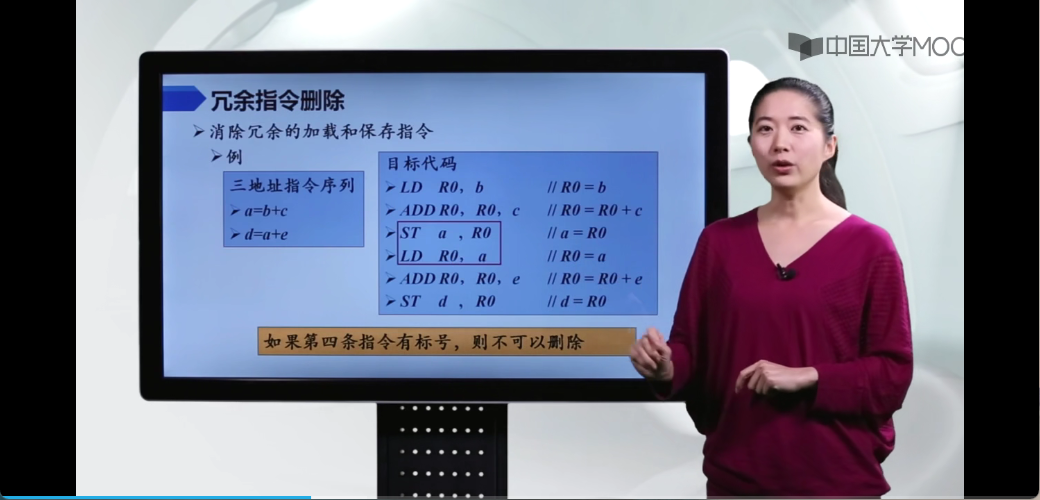 中国大学MOO
冗余指令删除
➢消除冗余的加载和保存指令
➢例
三地址指令序列
➢a=b+c
➢d=a+e
目标代码
➢LD R0, b // R0 = b
➢ADD R0, R0, c // R0 = R0 + c
➢ST a , R0 // a = R0
➢LD R0, a // R0 = a
➢ADD R0, R0, e // R0 = R0 + e
➢ST d , R0 // d = R0
如果第四条指令有标号，则不可以删除